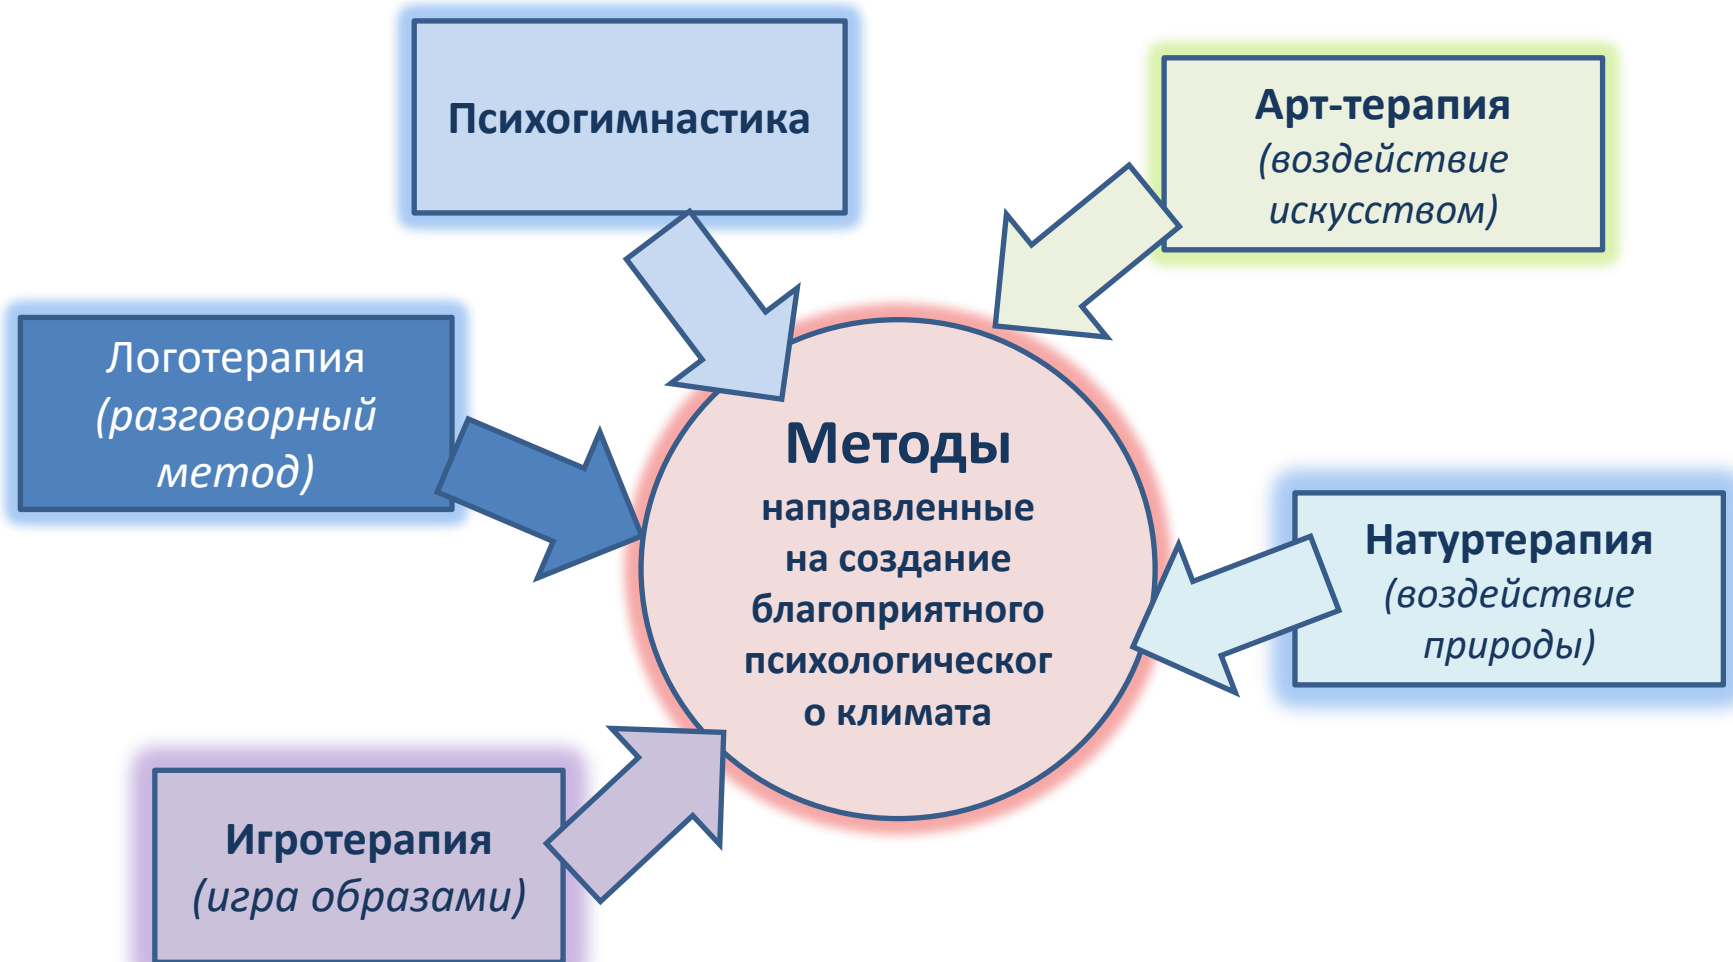 Психогимнастика
Арт-терапия
(воздействие
искусством)
Логотерапия
(разговорный
метод)
Методы
направленные
на создание
благоприятного
психологическог
о климата
Натуртерапия
(воздействие
природы)
Игротерапия
(игра образами)